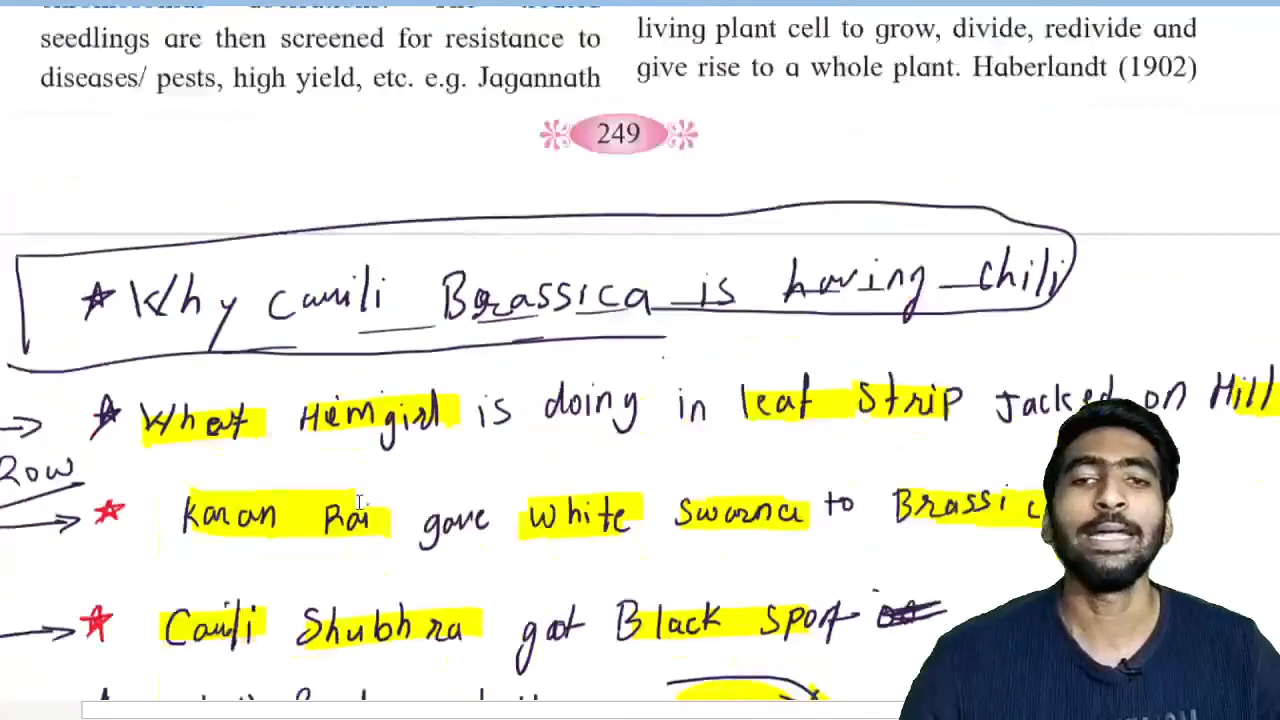 seedlings are then screened for resistance to
diseases/ pests, high yield, etc. e.g. Jagannath
living plant cell to grow, divide, redivide and
give rise to a whole plant. Haberlandt (1902)
249
★ Why cauli Brassica is having chili
→ ★ What Hemgirl is doing in leaf Strip Jacked on Hill
Row
→ ★ Karan Rai gave White Swarna to Brassic
→ ★ Cauli Shubhra got Black spot